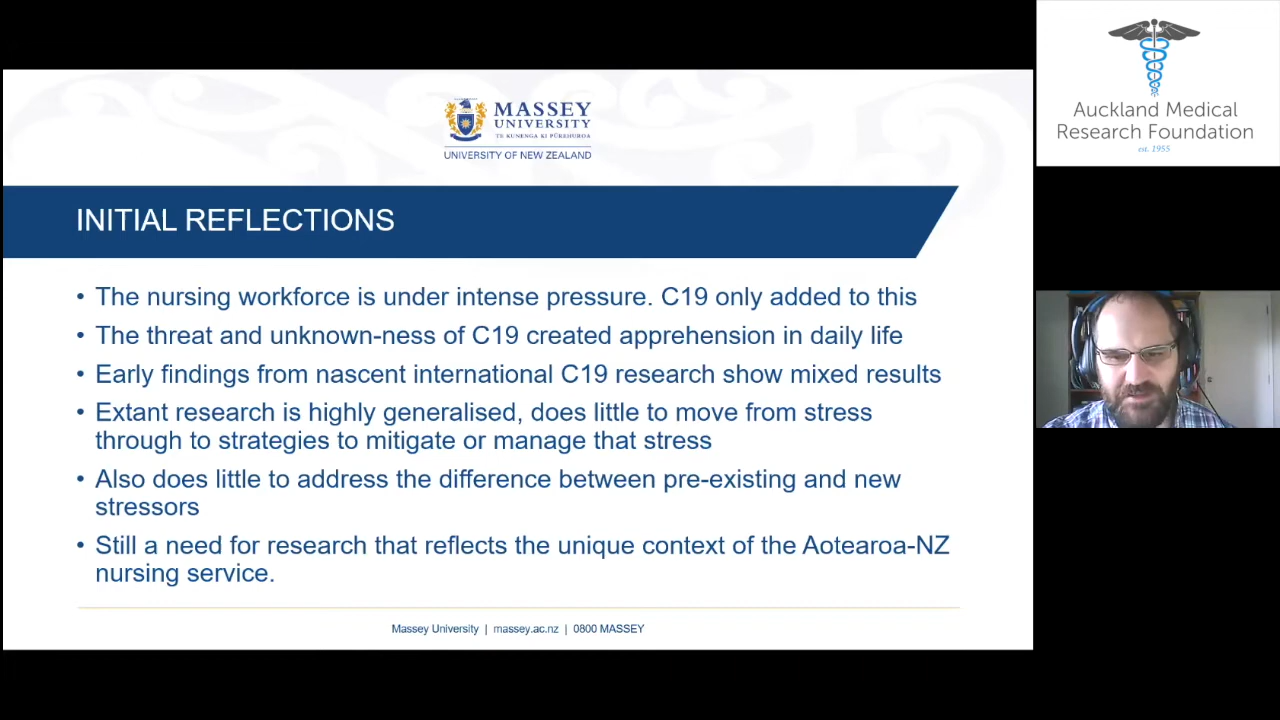 MASSEY
UNIVERSITY
TE KUNENGA KI PŪREHUROA
UNIVERSITY OF NEW ZEALAND
INITIAL REFLECTIONS
• The nursing workforce is under intense pressure. C19 only added to this
• The threat and unknown-ness of C19 created apprehension in daily life
• Early findings from nascent international C19 research show mixed results
• Extant research is highly generalised, does little to move from stress
through to strategies to mitigate or manage that stress
• Also does little to address the difference between pre-existing and new
stressors
• Still a need for research that reflects the unique context of the Aotearoa-NZ
nursing service.
Massey University | massey.ac.nz | 0800 MASSEY
Auckland Medical
Research Foundation
est. 1955